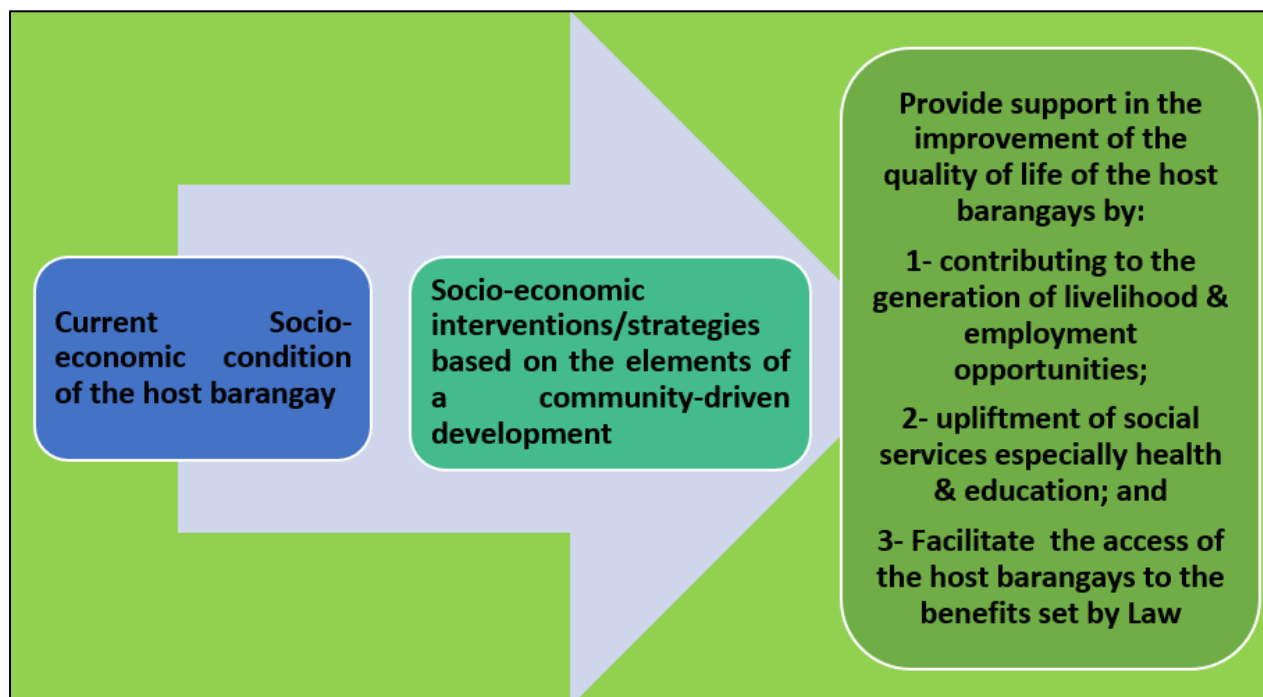 Current Socio-
economic condition
of the host barangay
Socio-economic
interventions/strategies
based on the elements of
a community-driven
development
Provide support in the
improvement of the
quality of life of the host
barangays by:
1- contributing to the
generation of livelihood &
employment
opportunities;
2- upliftment of social
services especially health
& education; and
3- Facilitate the access of
the host barangays to the
benefits set by Law